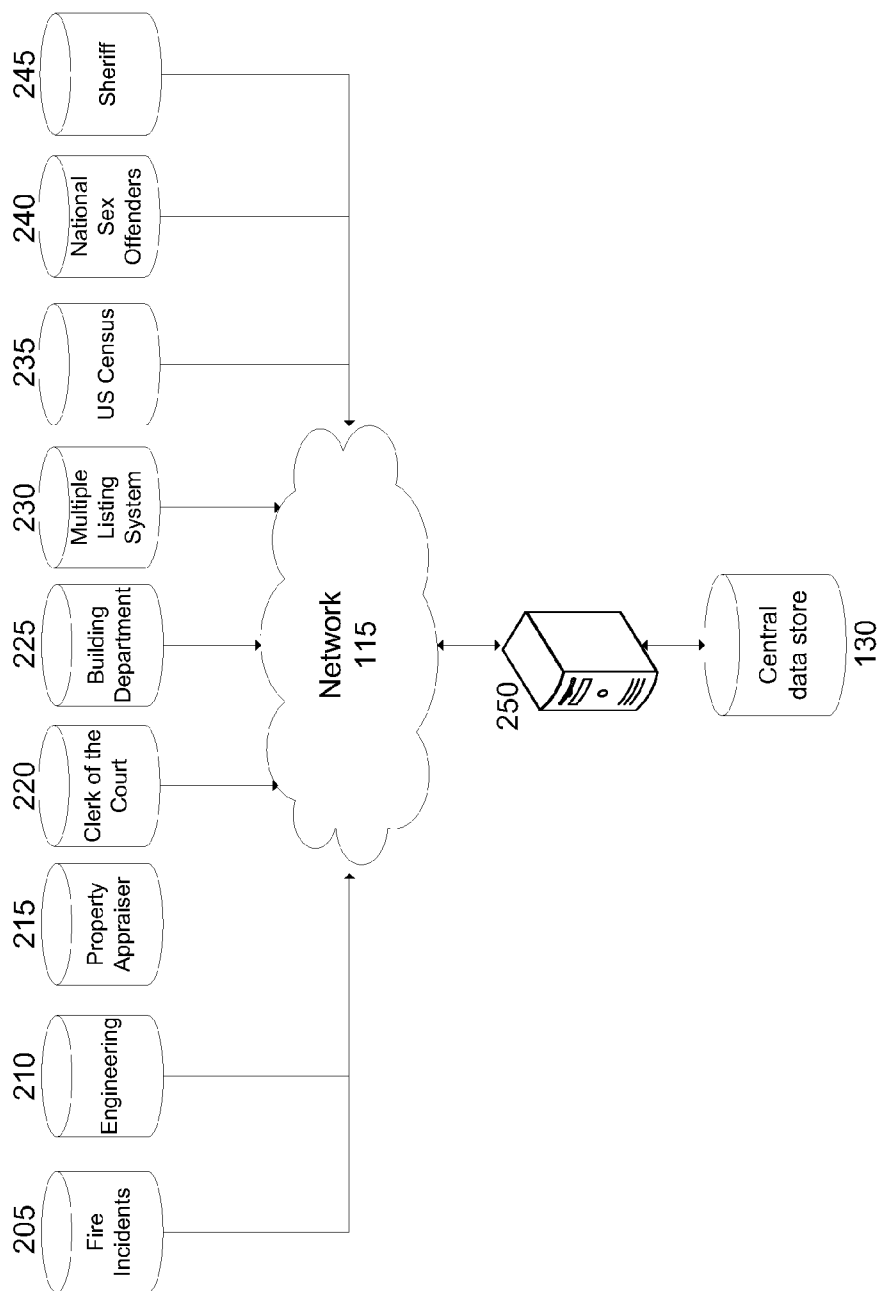 205
Fire
Incidents
210
Engineering
215
Property
Appraiser
220
Clerk of the
Court
225
Building
Department
230
Multiple
Listing
System
235
US Census
240
National
Sex
Offenders
245
Sheriff
Network
115
250
Central
data store
130